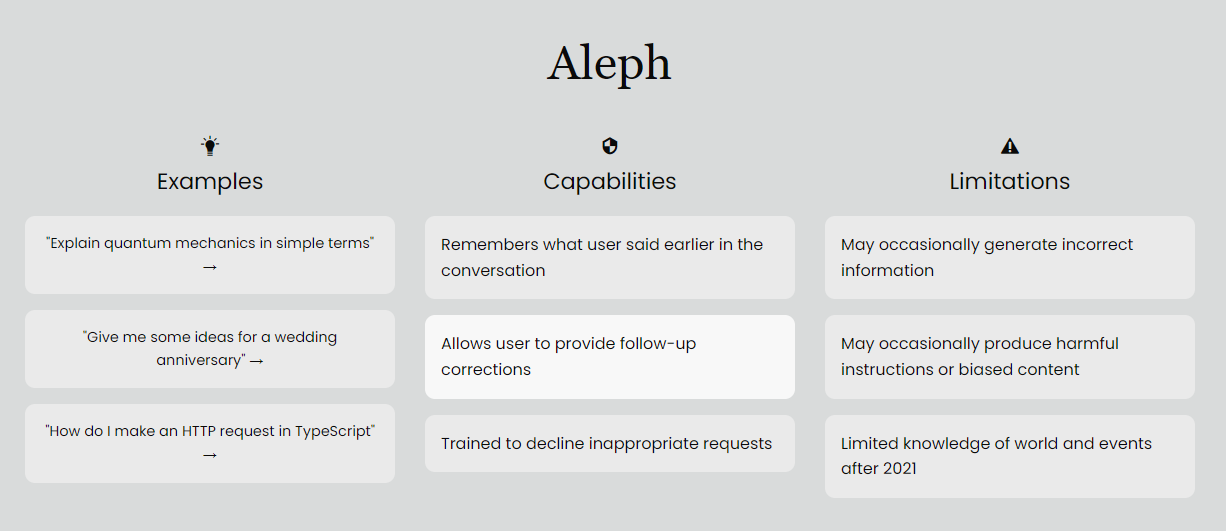 Aleph
Examples
"Explain quantum mechanics in simple terms"
→
"Give me some ideas for a wedding
anniversary" →
"How do I make an HTTP request in TypeScript"
→
Capabilities
Remembers what user said earlier in the
conversation
Allows user to provide follow-up
corrections
Trained to decline inappropriate requests
Limitations
May occasionally generate incorrect
information
May occasionally produce harmful
instructions or biased content
Limited knowledge of world and events
after 2021